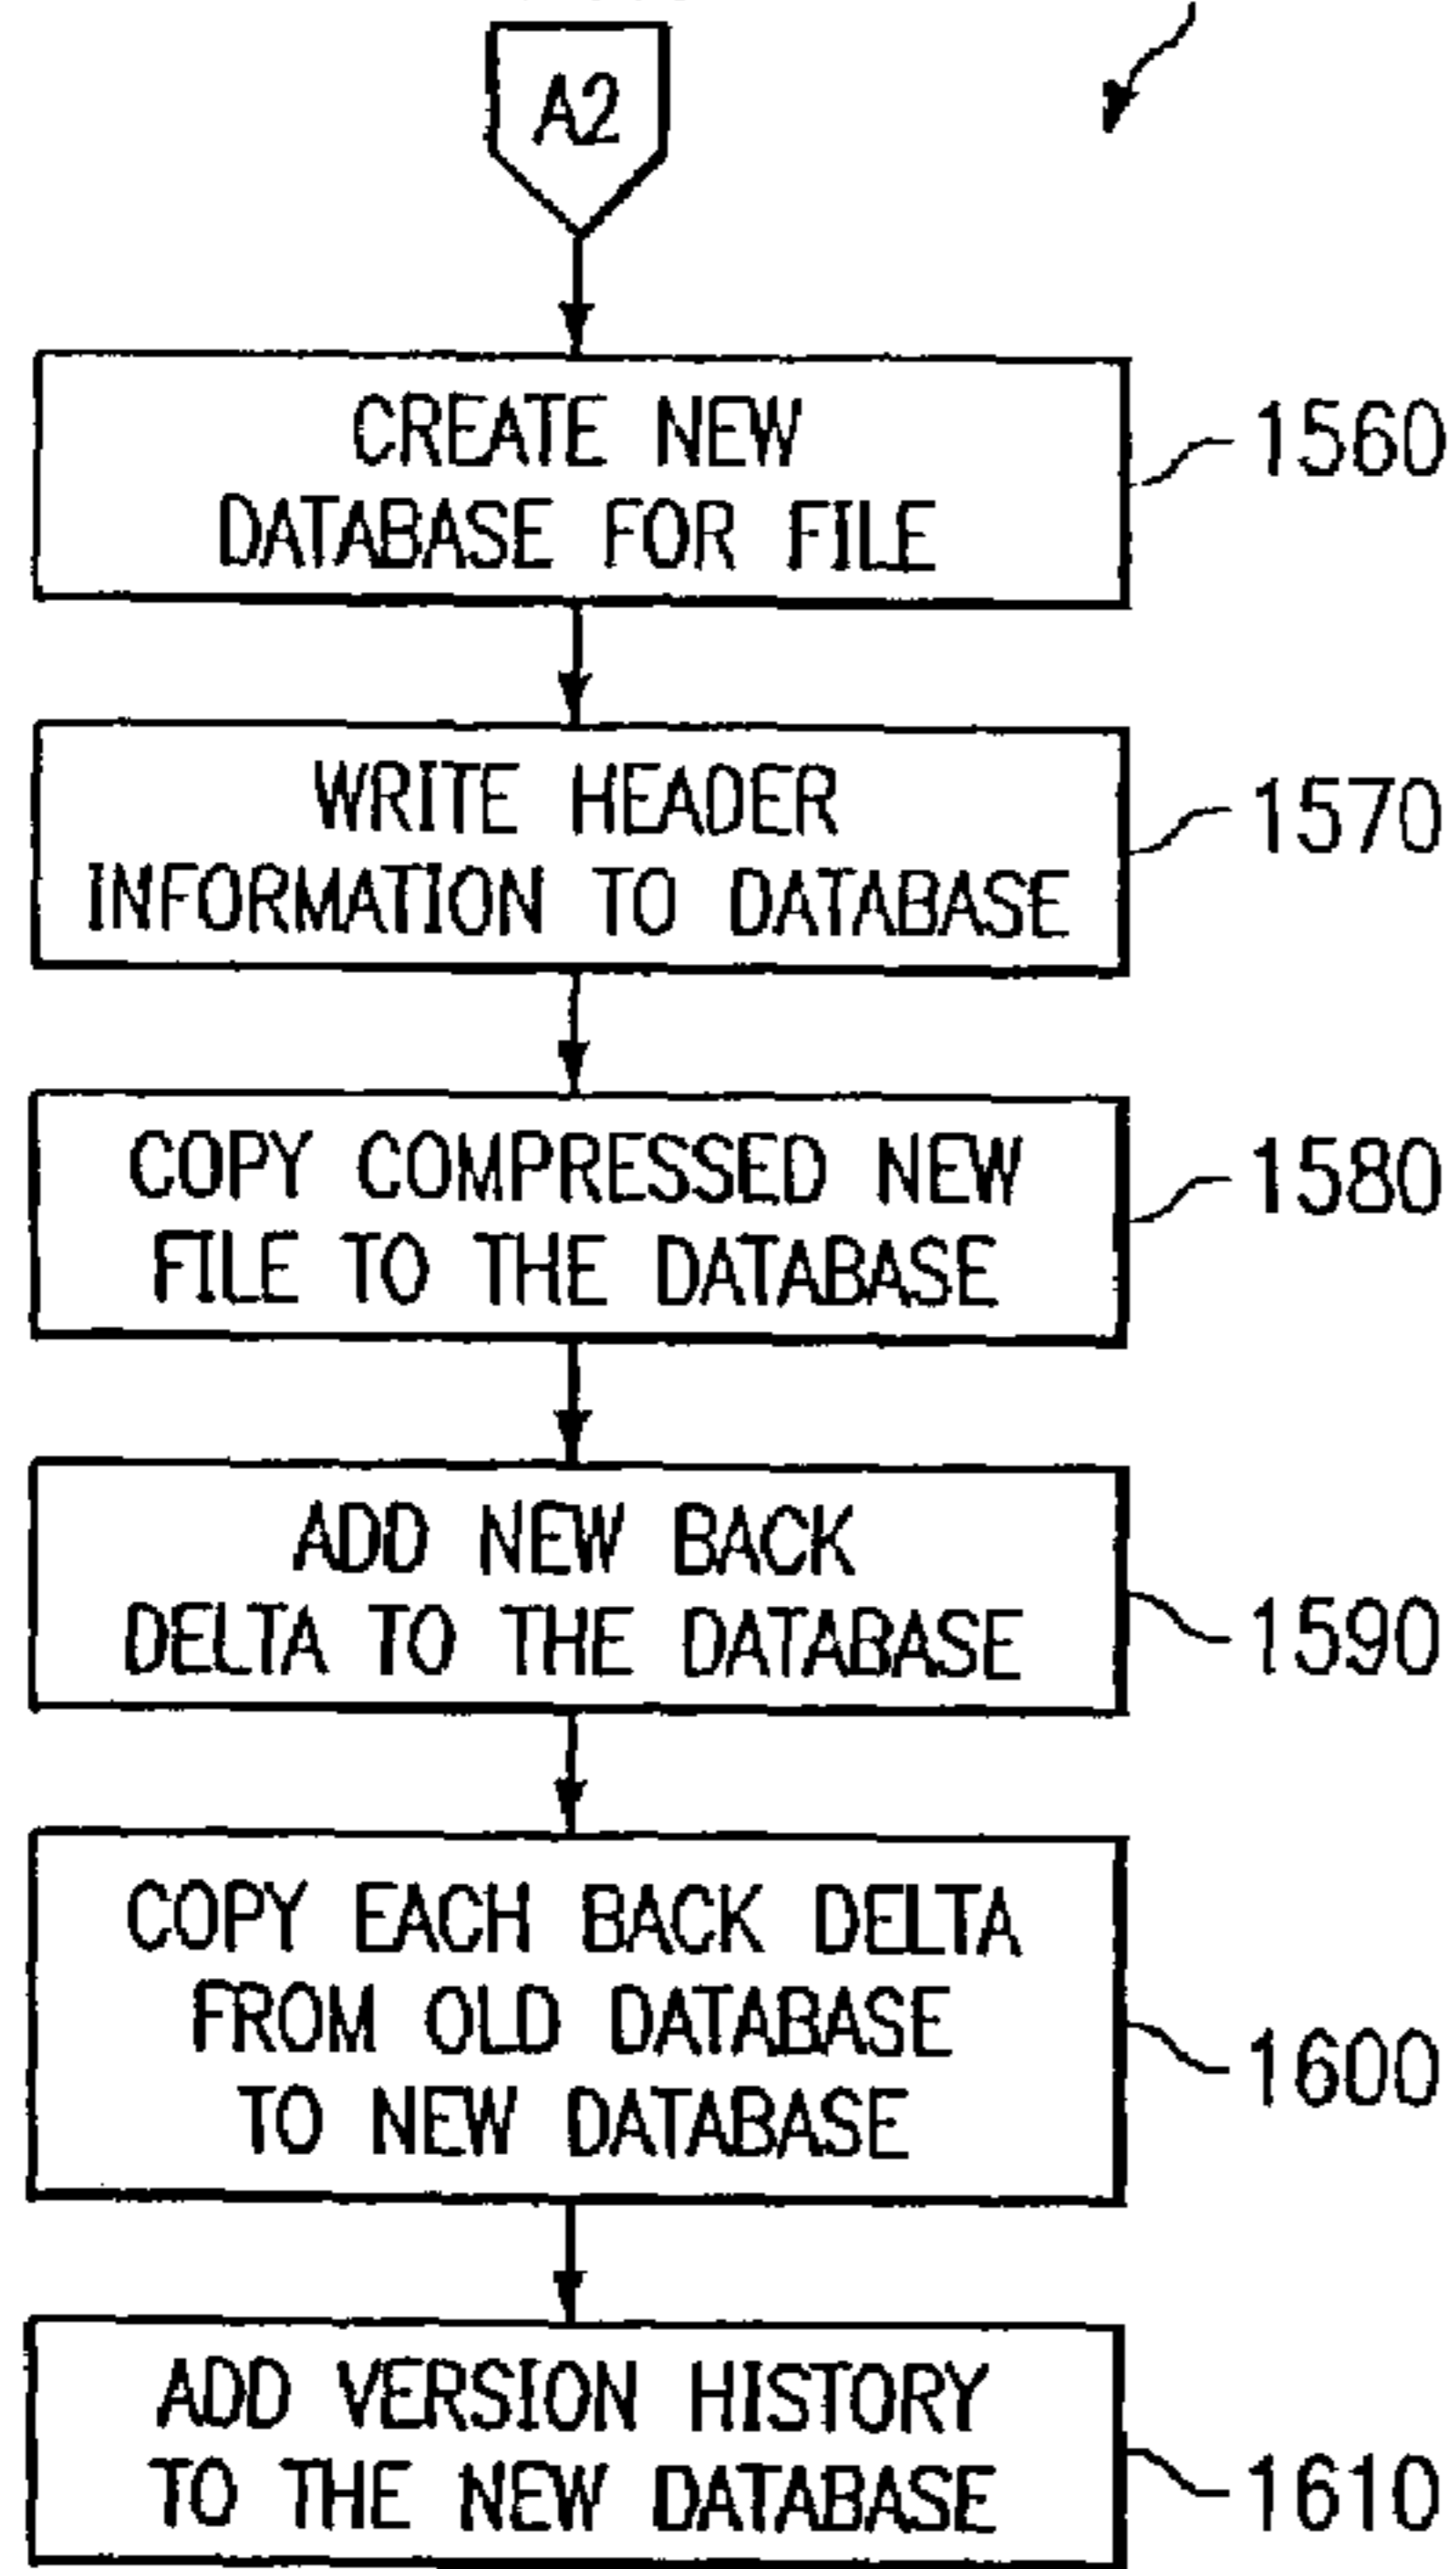 A2
CREATE NEW
DATABASE FOR FILE
1560
WRITE HEADER
INFORMATION TO DATABASE
1570
COPY COMPRESSED NEW
FILE TO THE DATABASE
1580
ADD NEW BACK
DELTA TO THE DATABASE
1590
COPY EACH BACK DELTA
FROM OLD DATABASE
TO NEW DATABASE
1600
ADD VERSION HISTORY
TO THE NEW DATABASE
1610